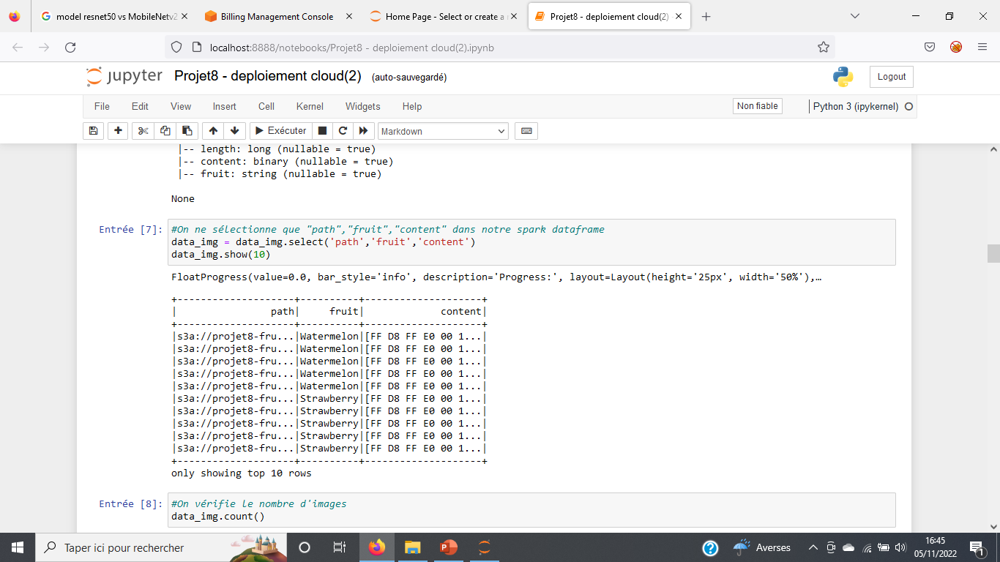 model resnet50 vs MobileNetv2
Billing Management Console
Home Page - Select or create a
Projet8 - deploiement cloud(2)
localhost:8888/notebooks/Projet8 - deploiement cloud(2).ipynb
jupyter Projet8 - deploiement cloud(2) (auto-sauvegardé)
Logout
File Edit View Insert Cell Kernel Widgets Help
Non fiable
Python 3 (ipykernel)
Exécuter
Markdown
|-- length: long (nullable = true)
|-- content: binary (nullable = true)
|-- fruit: string (nullable = true)
None
Entrée [7]:
#On ne sélectionne que "path","fruit","content" dans notre spark dataframe
data_img = data_img.select('path','fruit','content')
data_img.show(10)
FloatProgress(value=0.0, bar_style='info', description='Progress:', layout=Layout(height='25px', width='50%'),…
+--------------------+----------+--------------------+
|                path|     fruit|             content|
+--------------------+----------+--------------------+
|s3a://projet8-fru...|Watermelon|[FF D8 FF E0 00 1...|
|s3a://projet8-fru...|Watermelon|[FF D8 FF E0 00 1...|
|s3a://projet8-fru...|Watermelon|[FF D8 FF E0 00 1...|
|s3a://projet8-fru...|Watermelon|[FF D8 FF E0 00 1...|
|s3a://projet8-fru...|Watermelon|[FF D8 FF E0 00 1...|
|s3a://projet8-fru...|Strawberry|[FF D8 FF E0 00 1...|
|s3a://projet8-fru...|Strawberry|[FF D8 FF E0 00 1...|
|s3a://projet8-fru...|Strawberry|[FF D8 FF E0 00 1...|
|s3a://projet8-fru...|Strawberry|[FF D8 FF E0 00 1...|
|s3a://projet8-fru...|Strawberry|[FF D8 FF E0 00 1...|
+--------------------+----------+--------------------+
only showing top 10 rows
Entrée [8]:
#On vérifie le nombre d'images
data_img.count()
Taper ici pour rechercher
Averses
16:45
05/11/2022
1